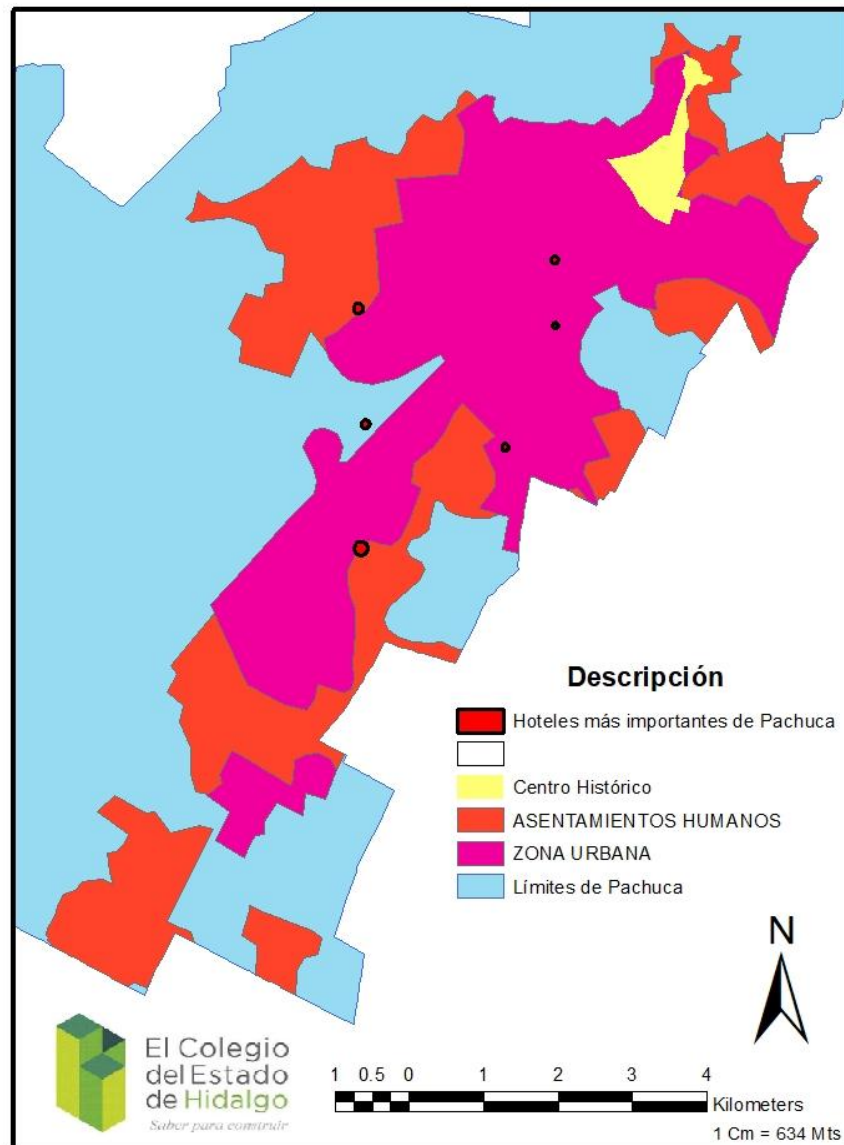 Descripción
Hoteles más importantes de Pachuca
Centro Histórico
ASENTAMIENTOS HUMANOS
ZONA URBANA
Límites de Pachuca
N
El Colegio
del Estado
de Hidalgo
Saber para construir
1 0.5 0 1 2 3 4
Kilometers
1 Cm = 634 Mts